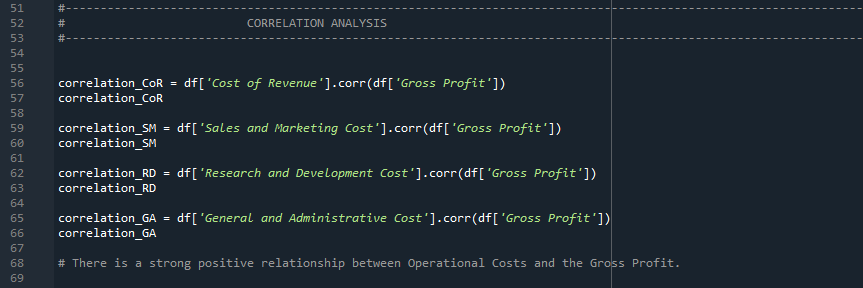 51 #------------------------------------------------------------------------------------------------------------------
52 # CORRELATION ANALYSIS
53 #------------------------------------------------------------------------------------------------------------------
54
55
56 correlation_CoR = df['Cost of Revenue'].corr(df['Gross Profit'])
57 correlation_CoR
58
59 correlation_SM = df['Sales and Marketing Cost'].corr(df['Gross Profit'])
60 correlation_SM
61
62 correlation_RD = df['Research and Development Cost'].corr(df['Gross Profit'])
63 correlation_RD
64
65 correlation_GA = df['General and Administrative Cost'].corr(df['Gross Profit'])
66 correlation_GA
67
68 # There is a strong positive relationship between Operational Costs and the Gross Profit.
69